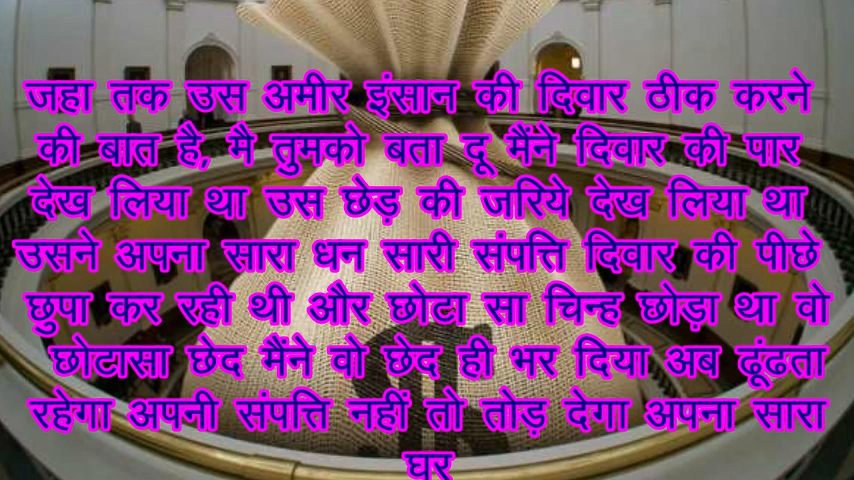 जहा तक उस अमीर इंसान की दिवार ठीक करने
की बात है, मै तुमको बता दू मैंने दिवार की पार
देख लिया था उस छेड़ की जरिये देख लिया था
उसने अपना सारा धन सारी संपत्ति दिवार की पीछे
छुपा कर रही थी और छोटा सा चिन्ह छोड़ा था वो
छोटासा छेद मैंने वो छेद ही भर दिया अब ढूंढता
रहेगा अपनी संपत्ति नहीं तो तोड़ देगा अपना सारा
घर